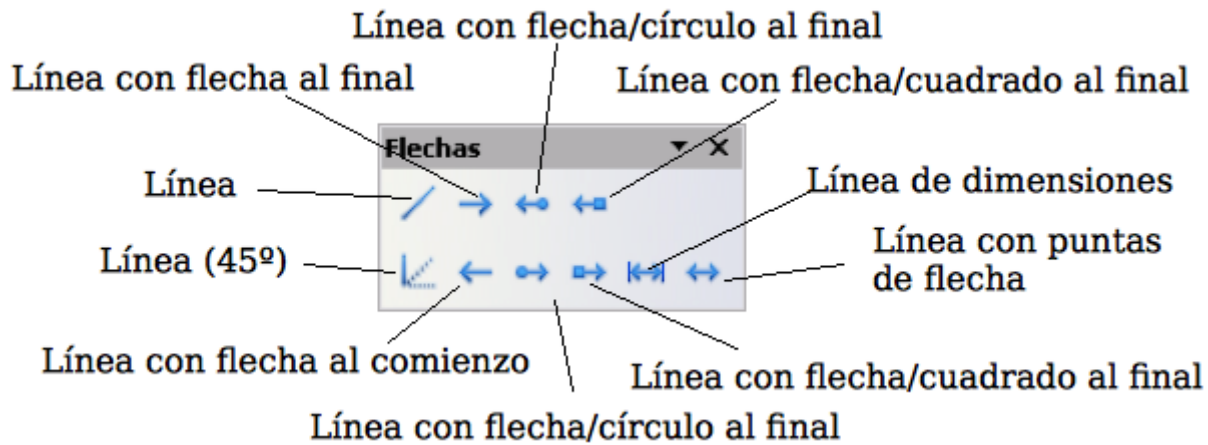 Línea con flecha/círculo al final
Línea con flecha al final
Línea con flecha/cuadrado al final
Flechas
Línea
Línea de dimensiones
Línea (45º)
Línea con puntas
de flecha
Línea con flecha al comienzo
Línea con flecha/cuadrado al final
Línea con flecha/círculo al final